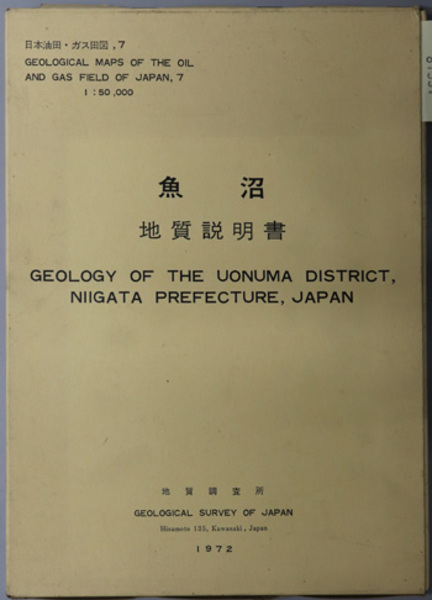 日本油田・ガス田図,7
GEOLOGICAL MAPS OF THE OIL
AND GAS FIELD OF JAPAN, 7
1:50,000
魚沼
地質説明書
GEOLOGY OF THE UONUMA DISTRICT,
NIIGATA PREFECTURE, JAPAN
地質調査所
GEOLOGICAL SURVEY OF JAPAN
Hisamoto 135, Kawasaki, Japan
1972